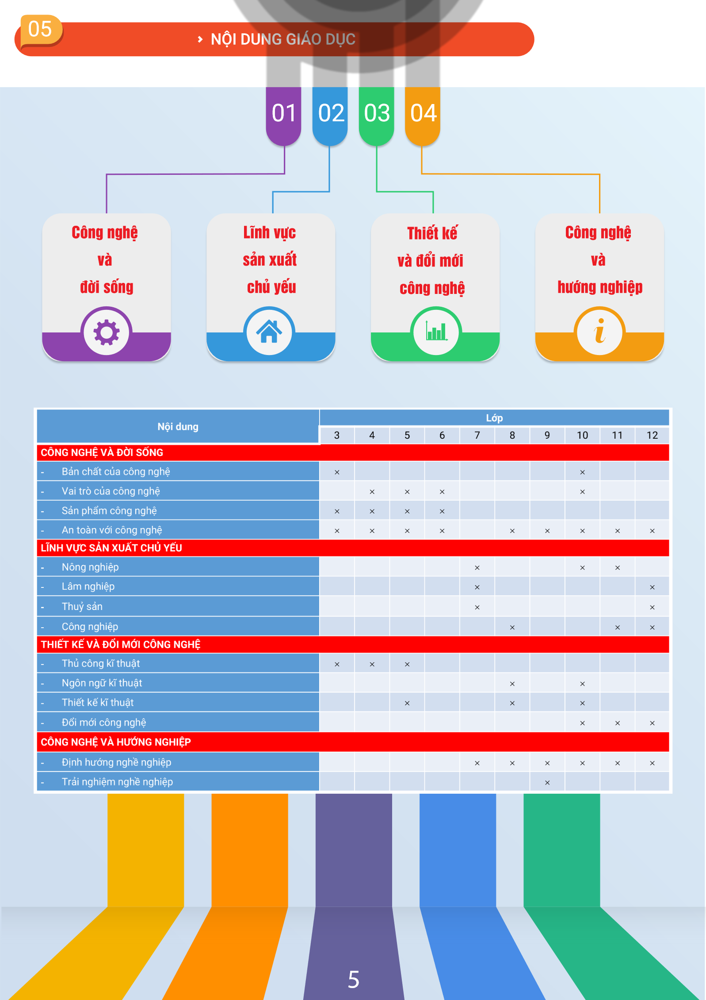 05
NỘI DUNG GIÁO DỤC
01 02 03 04
Công nghệ
và
đời sống
Lĩnh vực
sản xuất
chủ yếu
Thiết kế
và đổi mới
công nghệ
Công nghệ
và
hướng nghiệp
Nội dung Lớp
3 4 5 6 7 8 9 10 11 12
CÔNG NGHỆ VÀ ĐỜI SỐNG
- Bản chất của công nghệ × ×
- Vai trò của công nghệ × × × ×
- Sản phẩm công nghệ × × × ×
- An toàn với công nghệ × × × × × × × × ×
LĨNH VỰC SẢN XUẤT CHỦ YẾU
- Nông nghiệp × × ×
- Lâm nghiệp × ×
- Thuỷ sản × ×
- Công nghiệp × × ×
THIẾT KẾ VÀ ĐỔI MỚI CÔNG NGHỆ
- Thủ công kĩ thuật × × ×
- Ngôn ngữ kĩ thuật × ×
- Thiết kế kĩ thuật × × ×
- Đổi mới công nghệ × × ×
CÔNG NGHỆ VÀ HƯỚNG NGHIỆP
- Định hướng nghề nghiệp × × × × × ×
- Trải nghiệm nghề nghiệp ×
5